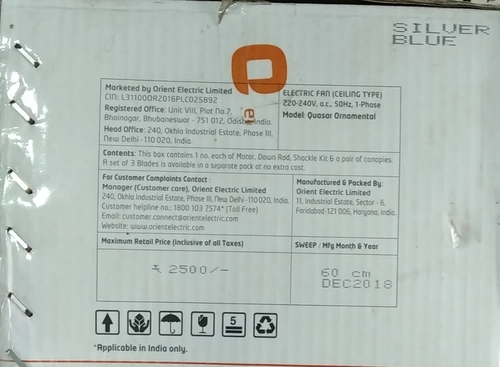 SILVER
BLUE
Marketed by Orient Electric Limited
CIN: L31100OR2016PLC025892
Registered Office: Unit VIII, Plot No.7,
Bhoinagar, Bhubaneswar - 751 012, Odisha, India.
Head Office: 240, Okhla Industrial Estate, Phase III,
New Delhi - 110 020, India.
ELECTRIC FAN (CEILING TYPE)
220-240V, a.c., 50Hz, 1-Phase
Model: Quasar Ornamental
Contents: This box contains 1 no. each of Motor, Down Rod, Shackle Kit & a pair of canopies.
A set of 3 Blades is available in a separate pack at no extra cost.
For Customer Complaints Contact:
Manager (Customer care), Orient Electric Limited
240, Okhla Industrial Estate, Phase III, New Delhi - 110 020, India.
Customer helpline no.: 1800 103 7574* (Toll Free)
Email: customer.connect@orientelectric.com
Website: www.orientelectric.com
Manufactured & Packed By:
Orient Electric Limited
11, Industrial Estate, Sector - 6,
Faridabad-121 006, Haryana, India.
Maximum Retail Price (Inclusive of all Taxes)
₹ 2500/-
SWEEP / Mfg Month & Year
60 cm
DEC2018
5
*Applicable in India only.